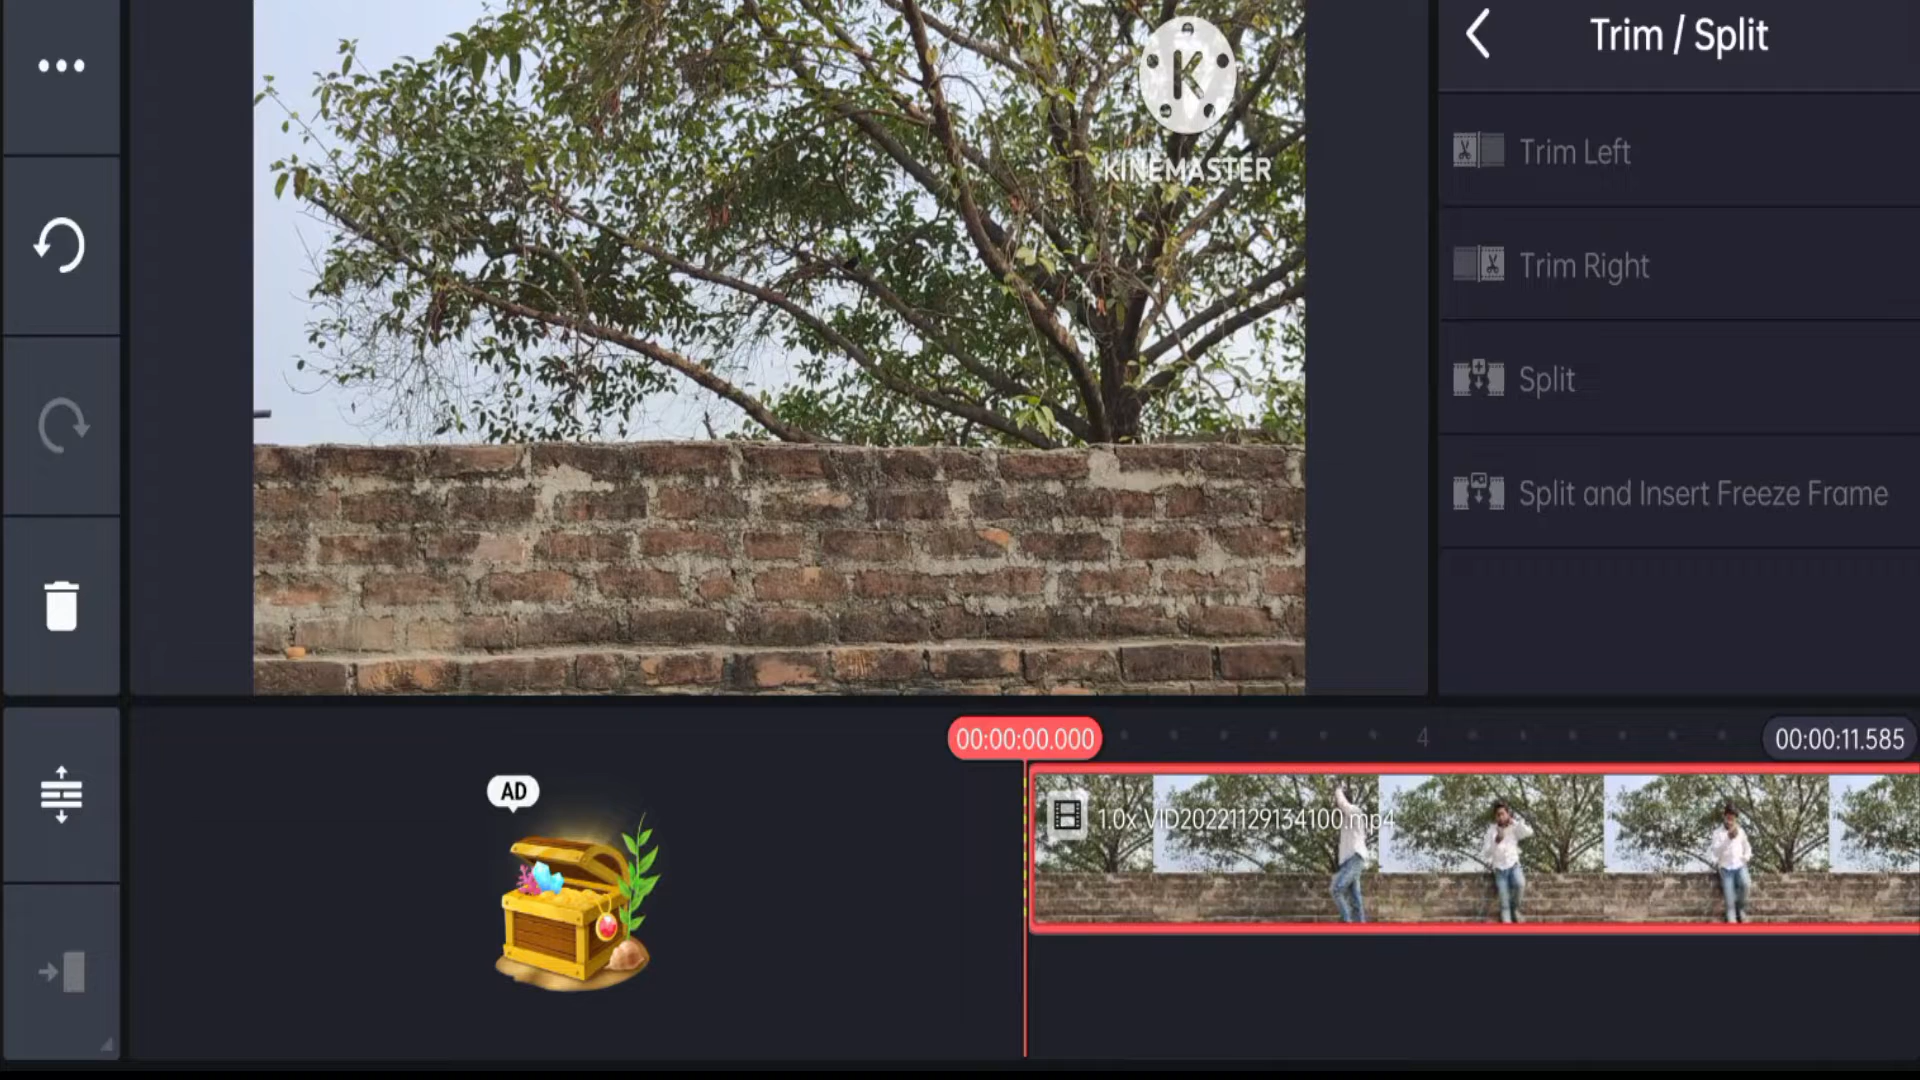 Trim / Split
K
KINEMASTER
Trim Left
Trim Right
Split
Split and Insert Freeze Frame
00:00:00.000
4
00:00:11.585
AD
1.0x VID20221129134100.mp4